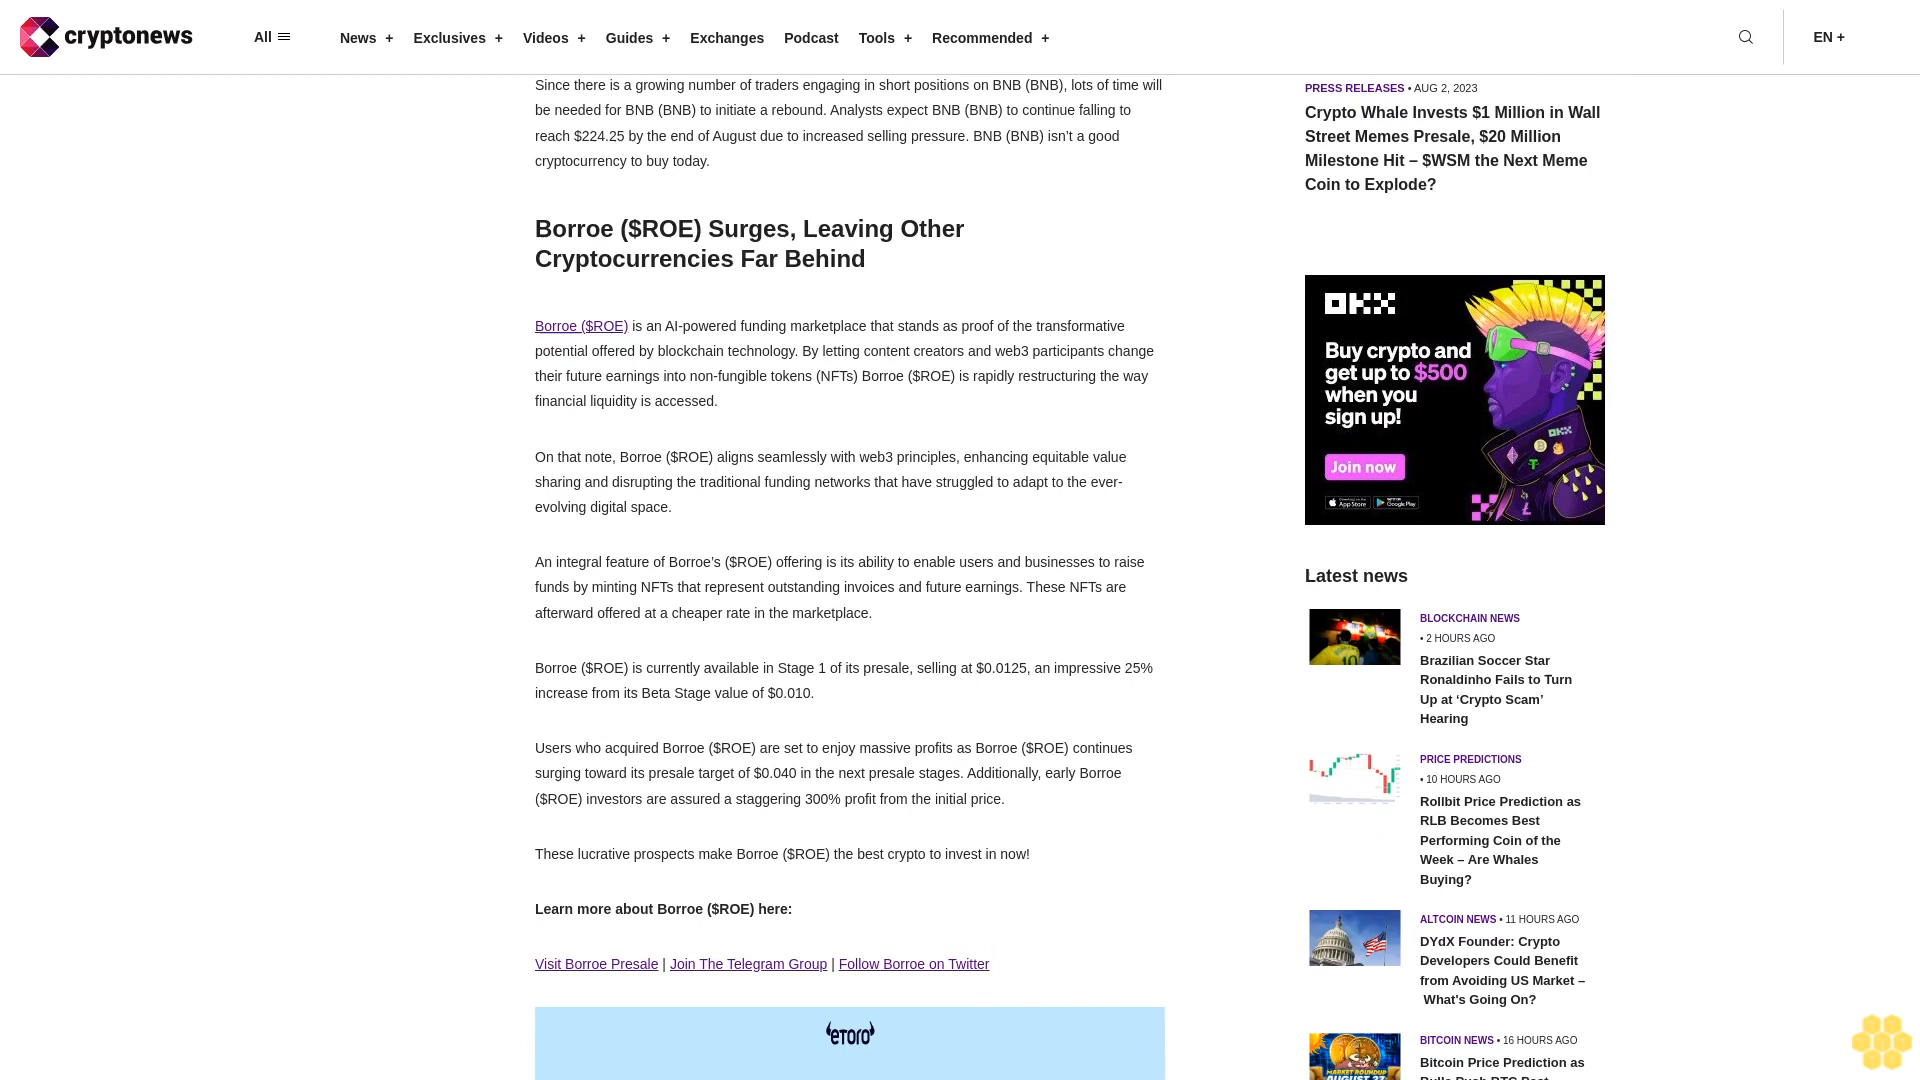 cryptonews
All
News +
Exclusives +
Videos +
Guides +
Exchanges
Podcast
Tools +
Recommended +
EN +
Since there is a growing number of traders engaging in short positions on BNB (BNB), lots of time will
be needed for BNB (BNB) to initiate a rebound. Analysts expect BNB (BNB) to continue falling to
reach $224.25 by the end of August due to increased selling pressure. BNB (BNB) isn’t a good
cryptocurrency to buy today.
Borroe ($ROE) Surges, Leaving Other
Cryptocurrencies Far Behind
Borroe ($ROE) is an AI-powered funding marketplace that stands as proof of the transformative
potential offered by blockchain technology. By letting content creators and web3 participants change
their future earnings into non-fungible tokens (NFTs) Borroe ($ROE) is rapidly restructuring the way
financial liquidity is accessed.
On that note, Borroe ($ROE) aligns seamlessly with web3 principles, enhancing equitable value
sharing and disrupting the traditional funding networks that have struggled to adapt to the ever-
evolving digital space.
An integral feature of Borroe’s ($ROE) offering is its ability to enable users and businesses to raise
funds by minting NFTs that represent outstanding invoices and future earnings. These NFTs are
afterward offered at a cheaper rate in the marketplace.
Borroe ($ROE) is currently available in Stage 1 of its presale, selling at $0.0125, an impressive 25%
increase from its Beta Stage value of $0.010.
Users who acquired Borroe ($ROE) are set to enjoy massive profits as Borroe ($ROE) continues
surging toward its presale target of $0.040 in the next presale stages. Additionally, early Borroe
($ROE) investors are assured a staggering 300% profit from the initial price.
These lucrative prospects make Borroe ($ROE) the best crypto to invest in now!
Learn more about Borroe ($ROE) here:
Visit Borroe Presale | Join The Telegram Group | Follow Borroe on Twitter
eToro
PRESS RELEASES • AUG 2, 2023
Crypto Whale Invests $1 Million in Wall
Street Memes Presale, $20 Million
Milestone Hit – $WSM the Next Meme
Coin to Explode?
OKX
Buy crypto and
get up to $500
when you
sign up!
Join now
App Store
Google Play
OKX
Latest news
BLOCKCHAIN NEWS
• 2 HOURS AGO
Brazilian Soccer Star
Ronaldinho Fails to Turn
Up at ‘Crypto Scam’
Hearing
10
PRICE PREDICTIONS
• 10 HOURS AGO
Rollbit Price Prediction as
RLB Becomes Best
Performing Coin of the
Week – Are Whales
Buying?
ALTCOIN NEWS • 11 HOURS AGO
DYdX Founder: Crypto
Developers Could Benefit
from Avoiding US Market –
What's Going On?
MARKET ROUNDUP
AUGUST 27
BITCOIN NEWS • 16 HOURS AGO
Bitcoin Price Prediction as
Bulls Push BTC Past